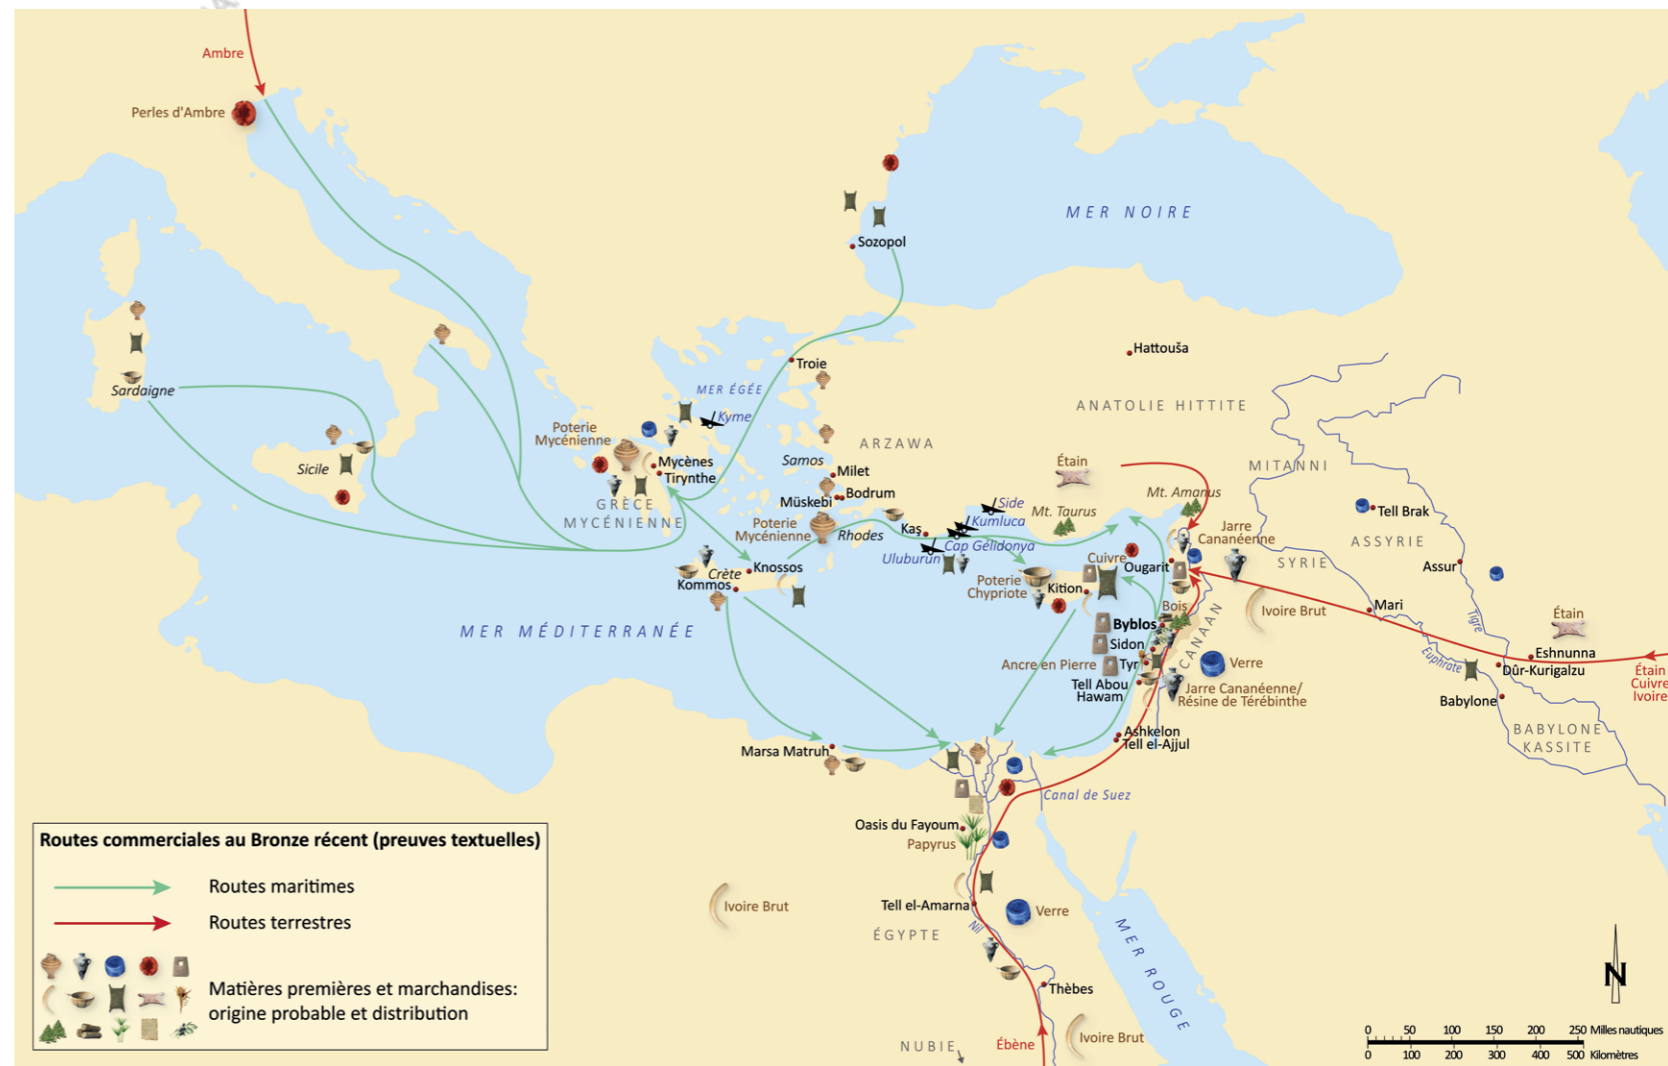 Ambre
Perles d'Ambre
MER NOIRE
Sozopol
Hattouša
Troie
MER ÉGÉE
Kyme
ANATOLIE HITTITE
Sardaigne
Poterie
Mycénienne
ARZAWA
Sicile
Mycènes
Tirynthe
Samos
Milet
Étain
MITANNI
GRÈCE
MYCÉNIENNE
Müskebi
Bodrum
Side
Mt. Taurus
Mt. Amanus
Tell Brak
Poterie
Mycénienne
Rhodes
Kaş
Kumluca
Cap Gélidonya
Uluburun
Jarre
Cananéenne
ASSYRIE
Knossos
Crète
Kommos
Cuivre
Ougarit
SYRIE
Assur
Poterie
Chypriote
Kition
Bois
Ivoire Brut
Mari
Étain
MER MÉDITERRANÉE
Byblos
Sidon
Ancre en Pierre
Tyr
CANAAN
Verre
Tigre
Euphrate
Eshnunna
Dûr-Kurigalzu
Étain
Cuivre
Ivoire
Tell Abou
Hawam
Jarre Cananéenne/
Résine de Térébinthe
Babylone
BABYLONE
KASSITE
Marsa Matruh
Ashkelon
Tell el-Ajjul
Canal de Suez
Oasis du Fayoum
Papyrus
Ivoire Brut
Tell el-Amarna
Verre
ÉGYPTE
Nil
MER ROUGE
Thèbes
Ivoire Brut
Ébène
NUBIE
Routes commerciales au Bronze récent (preuves textuelles)
Routes maritimes
Routes terrestres
Matières premières et marchandises:
origine probable et distribution
N
0 50 100 150 200 250 Milles nautiques
0 100 200 300 400 500 Kilomètres